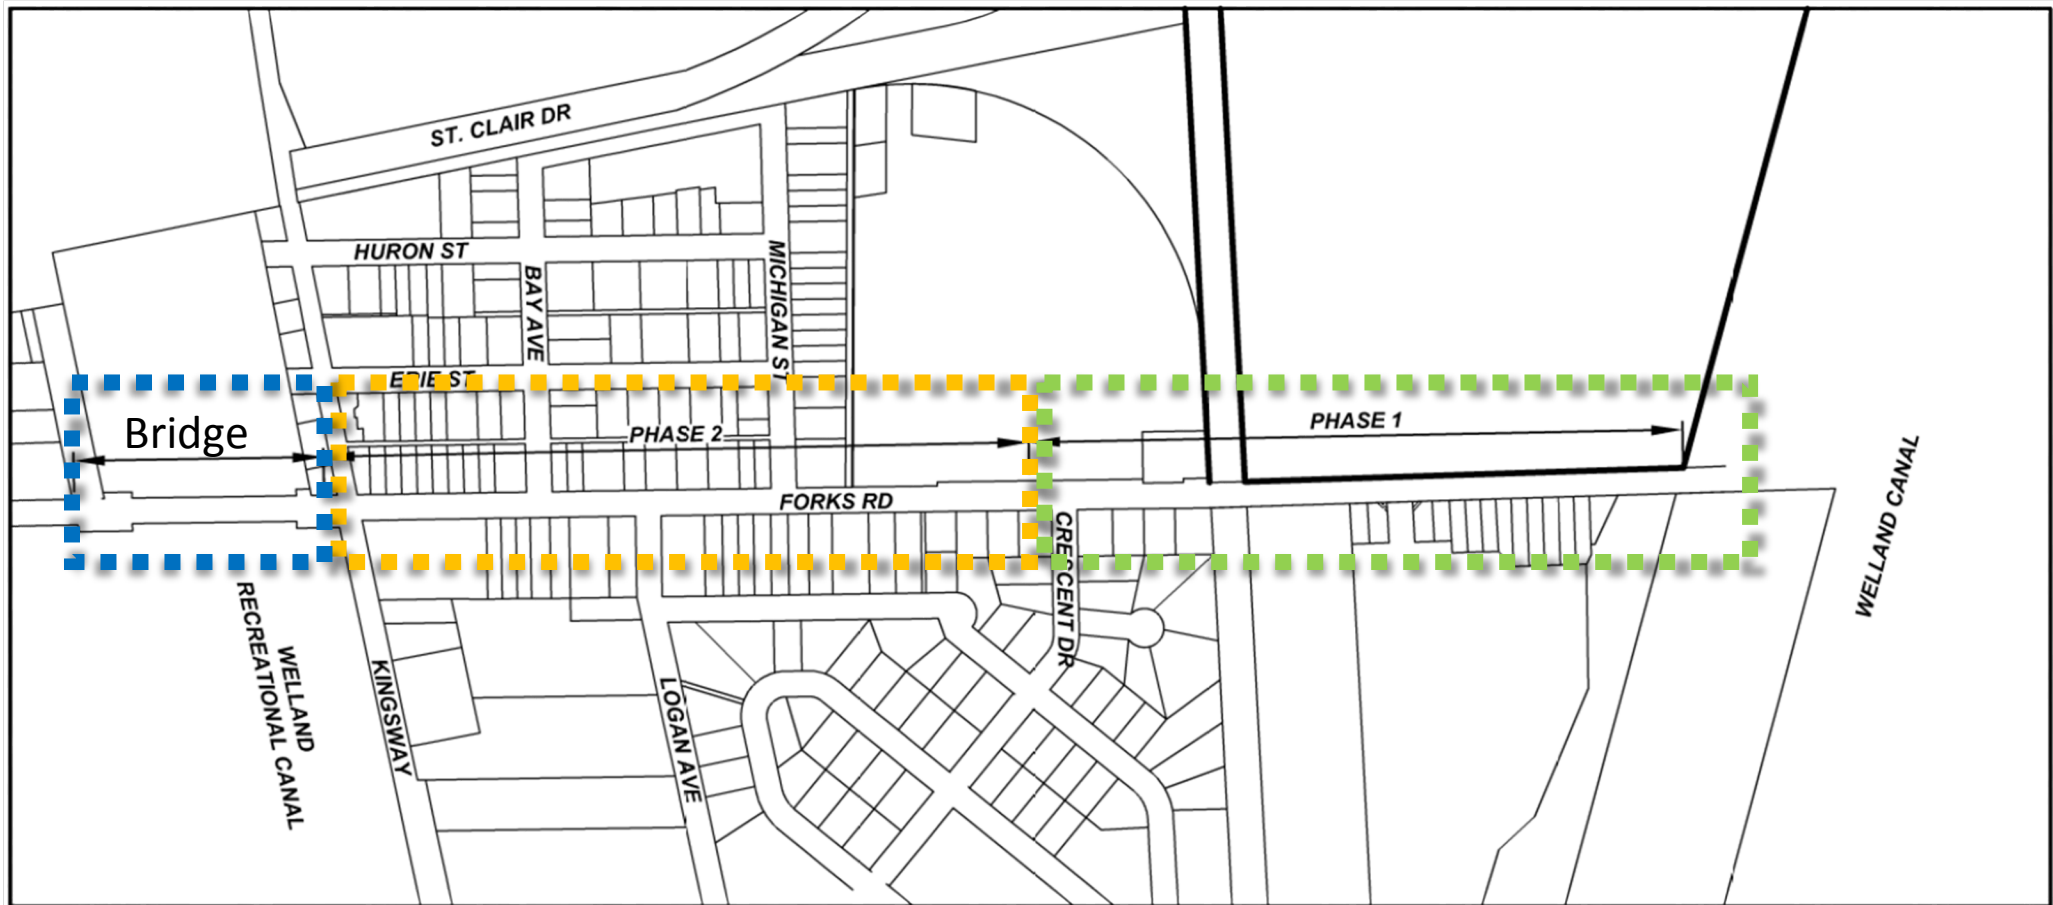 ST. CLAIR DR
HURON ST
BAY AVE
MICHIGAN ST
ERIE ST
Bridge
PHASE 2
PHASE 1
FORKS RD
CRESCENT DR
WELLAND CANAL
WELLAND
RECREATIONAL CANAL
KINGSWAY
LOGAN AVE